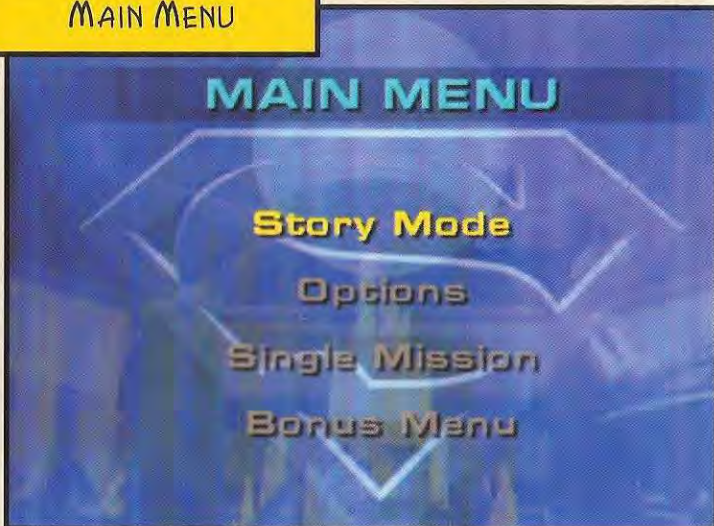 MAIN MENU
MAIN MENU
Story Mode
Options
Single Mission
Bonus Menu